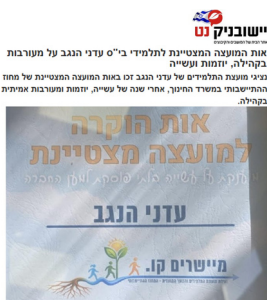 יישובניק נט
אות המועצה המצטיינת לתלמידי בי"ס עדני הנגב על מעורבות
בקהילה, יוזמות ועשייה
נציגי מועצת התלמידים של עדני הנגב זכו באות המועצה המצטיינת של מחוז
ההתיישבותי במשרד החינוך, אחרי שנה של עשייה, יוזמות ומעורבות אמיתית
בקהילה.
אות הוקרה
למועצה מצטיינת
עדני הנגב
מיישרים קו.